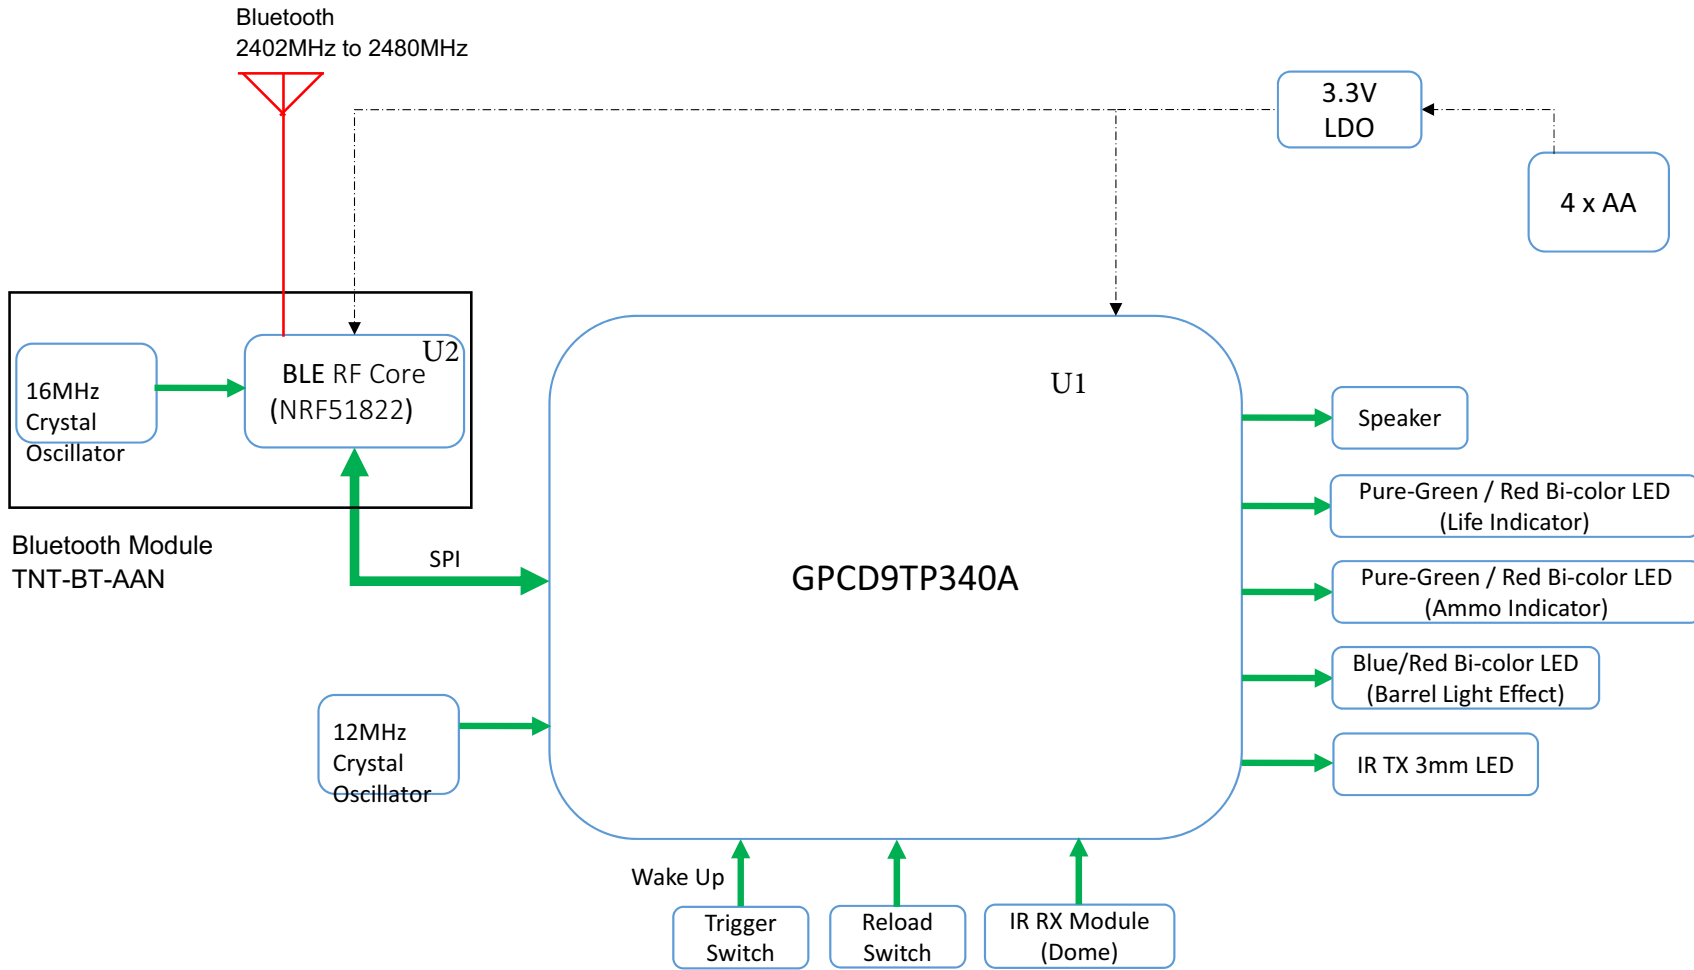 Bluetooth
2402MHz to 2480MHz
3.3V
LDO
4 x AA
U2
BLE RF Core
(NRF51822)
16MHz
Crystal
Oscillator
U1
Speaker
Pure-Green / Red Bi-color LED
(Life Indicator)
Bluetooth Module
TNT-BT-AAN
SPI
GPCD9TP340A
Pure-Green / Red Bi-color LED
(Ammo Indicator)
Blue/Red Bi-color LED
(Barrel Light Effect)
12MHz
Crystal
Oscillator
IR TX 3mm LED
Wake Up
Trigger
Switch
Reload
Switch
IR RX Module
(Dome)